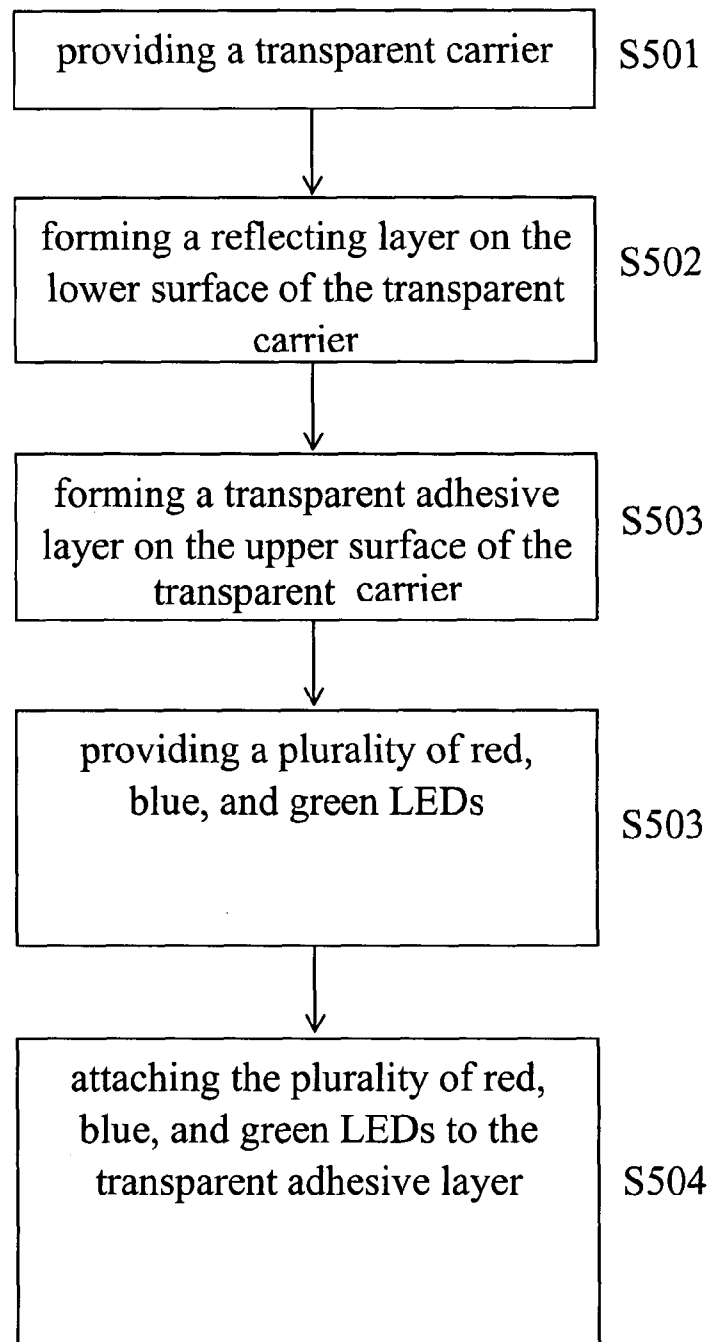 providing a transparent carrier S501
forming a reflecting layer on the
lower surface of the transparent
carrier
S502
forming a transparent adhesive
layer on the upper surface of the
transparent carrier
S503
providing a plurality of red,
blue, and green LEDs
S503
attaching the plurality of red,
blue, and green LEDs to the
transparent adhesive layer
S504